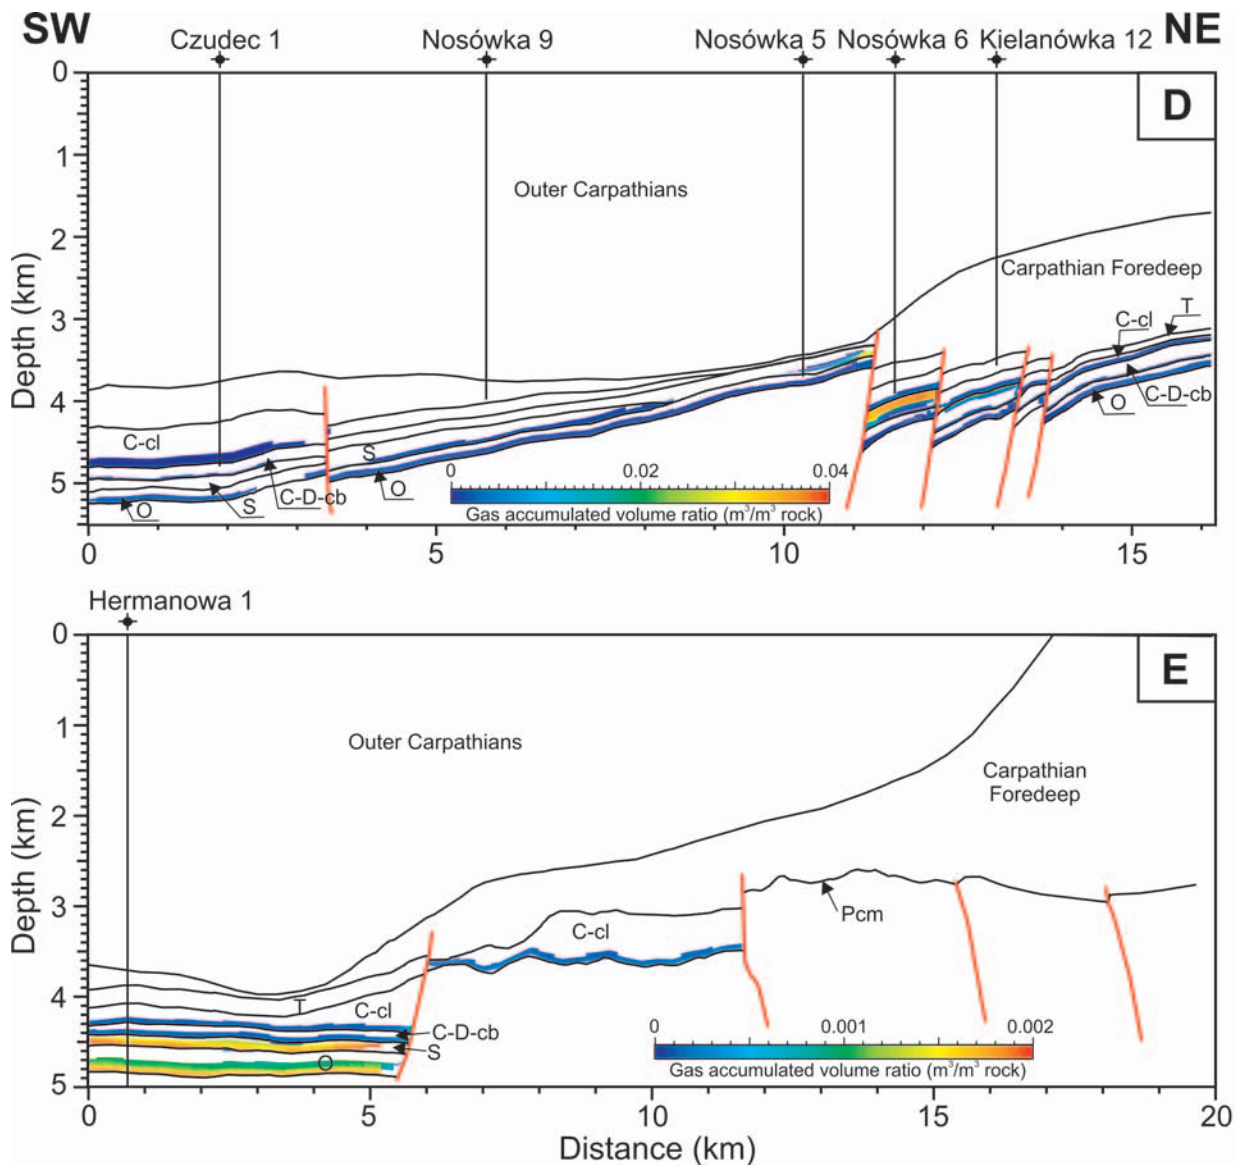 SW
NE
Czudec 1
Nosówka 9
Nosówka 5
Nosówka 6
Kielanówka 12
D
0
1
2
3
4
5
Depth (km)
Outer Carpathians
Carpathian Foredeep
C-cl
T
C-D-cb
O
C-cl
S
O
S
C-D-cb
O
0
0.02
0.04
Gas accumulated volume ratio (m³/m³ rock)
0
5
10
15
Hermanowa 1
E
0
1
2
3
4
5
Depth (km)
Outer Carpathians
Carpathian
Foredeep
Pcm
C-cl
T
C-cl
C-D-cb
S
O
0
0.001
0.002
Gas accumulated volume ratio (m³/m³ rock)
0
5
10
15
20
Distance (km)